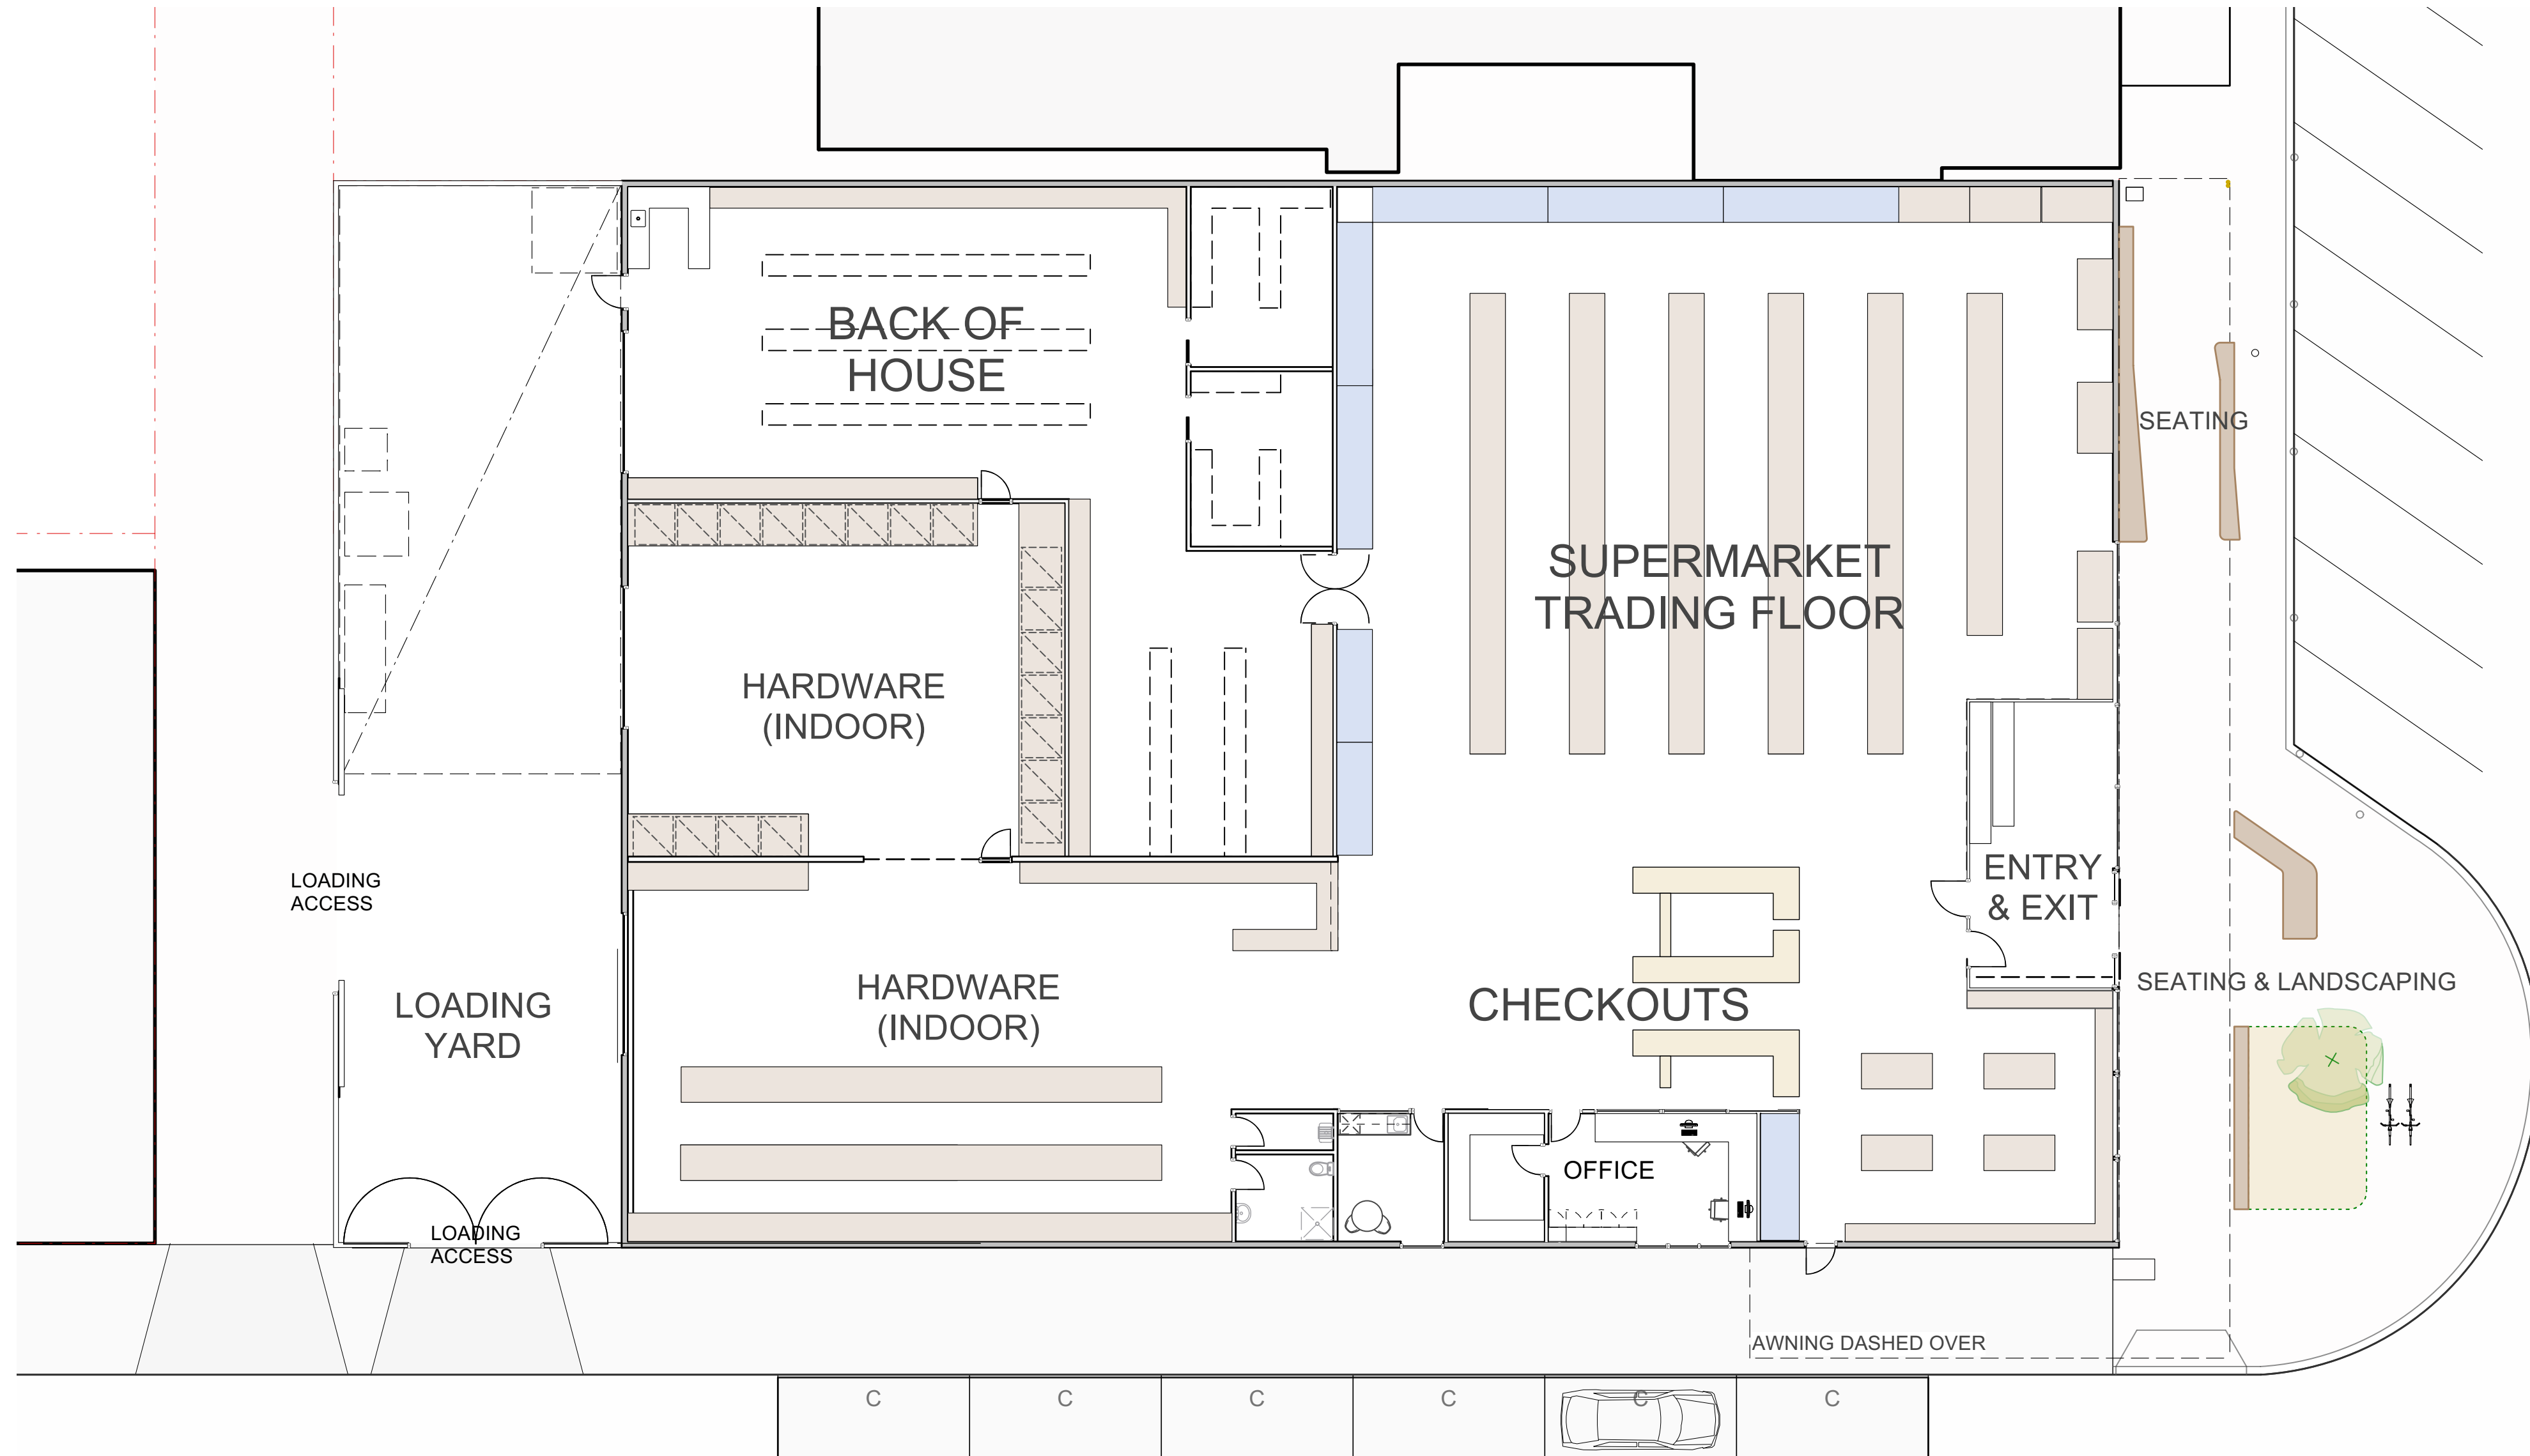 BACK OF
HOUSE
SEATING
SUPERMARKET
TRADING FLOOR
HARDWARE
(INDOOR)
LOADING
ACCESS
ENTRY
& EXIT
HARDWARE
(INDOOR)
LOADING
YARD
CHECKOUTS
SEATING & LANDSCAPING
OFFICE
LOADING
ACCESS
AWNING DASHED OVER
C
C
C
C
C
C